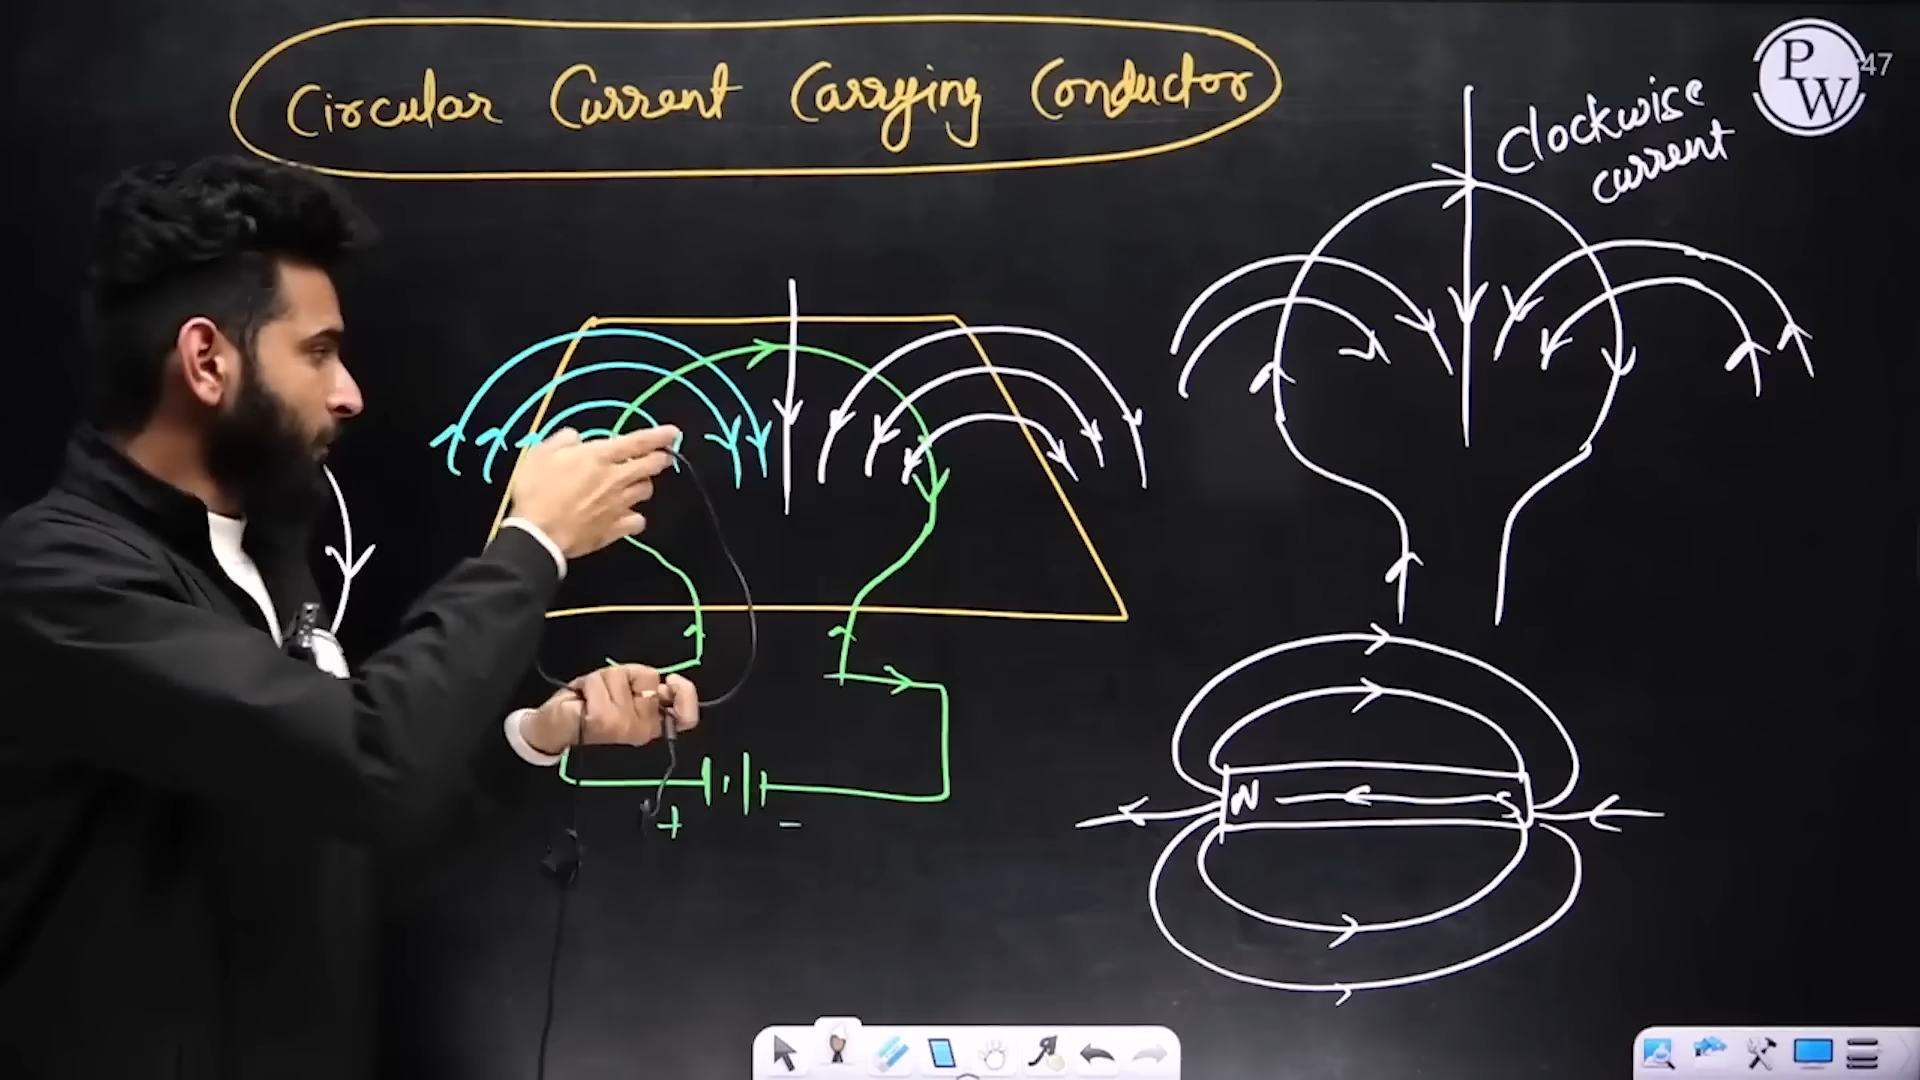 Circular Current Carrying Conductor
PW
47
Clockwise
current
N
S
+
-